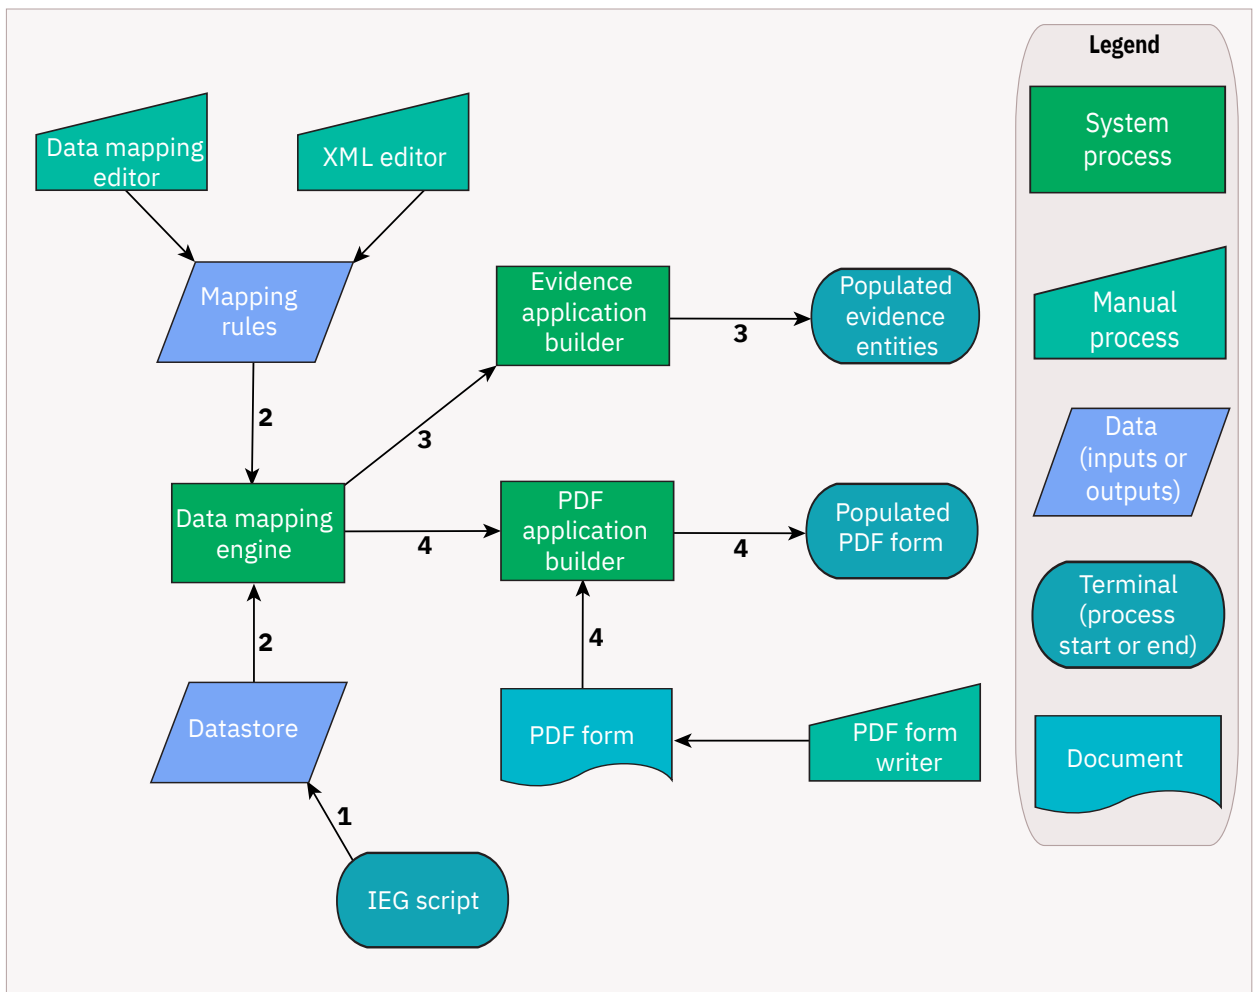 Legend
Data mapping
editor
XML editor
System
process
Mapping
rules
Evidence
application
builder
3
Populated
evidence
entities
Manual
process
2
3
Data
(inputs or
outputs)
Data mapping
engine
4
PDF
application
builder
4
Populated
PDF form
2
4
Terminal
(process
start or end)
Datastore
PDF form
PDF form
writer
Document
1
IEG script